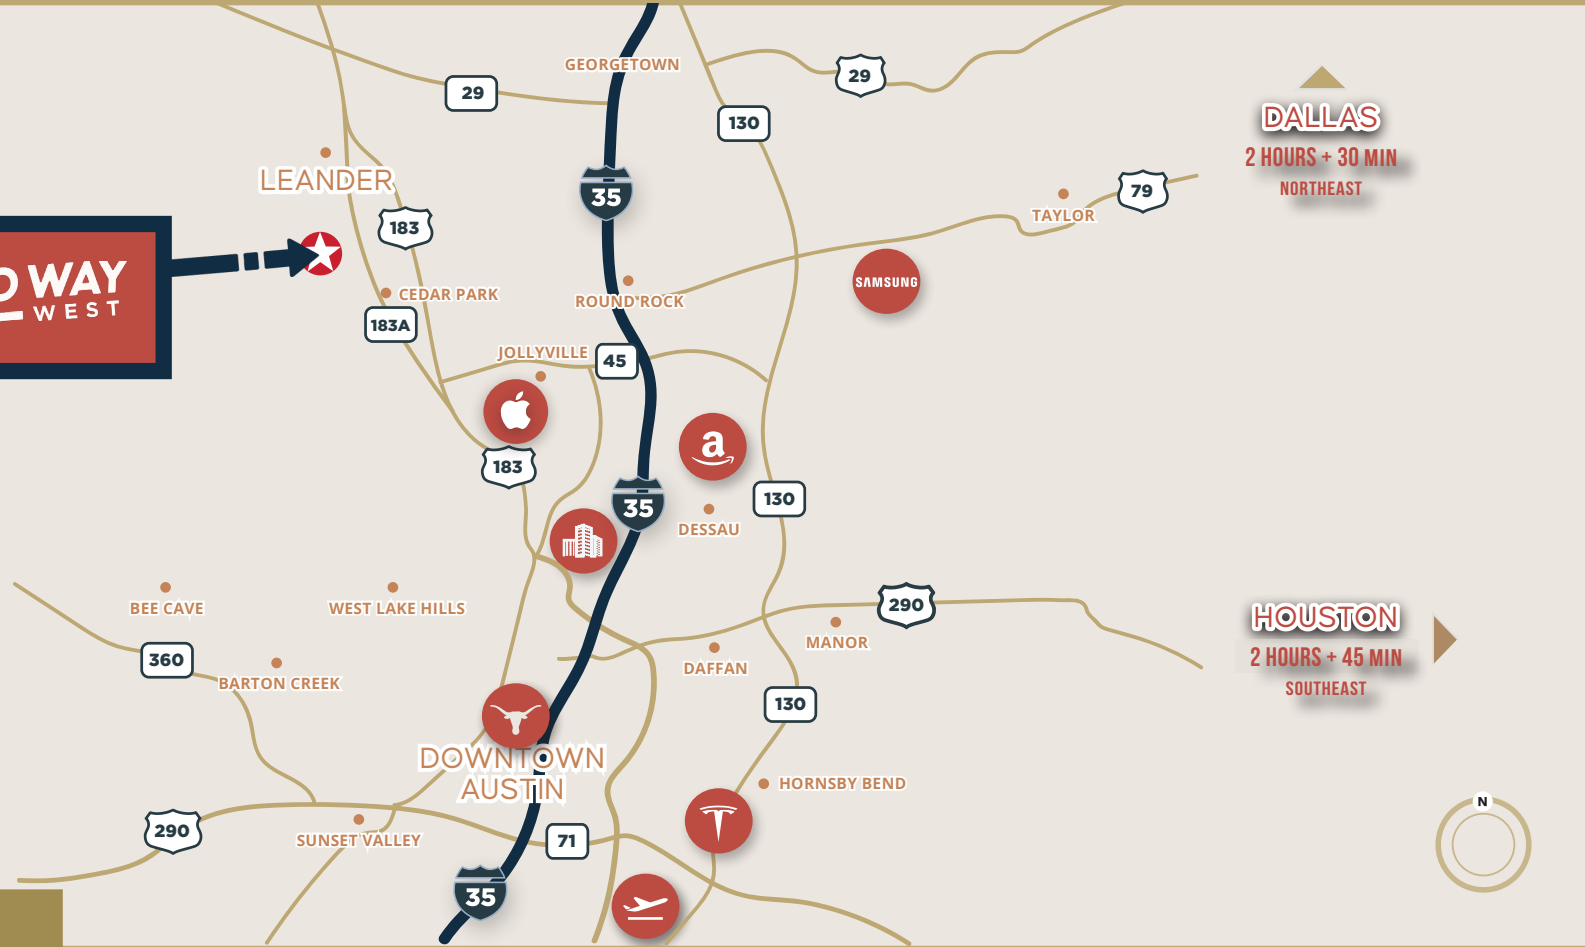 GEORGETOWN
29
29
130
DALLAS
2 HOURS + 30 MIN
NORTHEAST
LEANDER
35
79
TAYLOR
183
WAY
WEST
CEDAR PARK
SAMSUNG
ROUND ROCK
183A
JOLLYVILLE
45
a
183
35
130
DESSAU
BEE CAVE
WEST LAKE HILLS
290
HOUSTON
2 HOURS + 45 MIN
SOUTHEAST
MANOR
360
DAFFAN
BARTON CREEK
130
DOWNTOWN
AUSTIN
HORNSBY BEND
N
290
SUNSET VALLEY
71
35